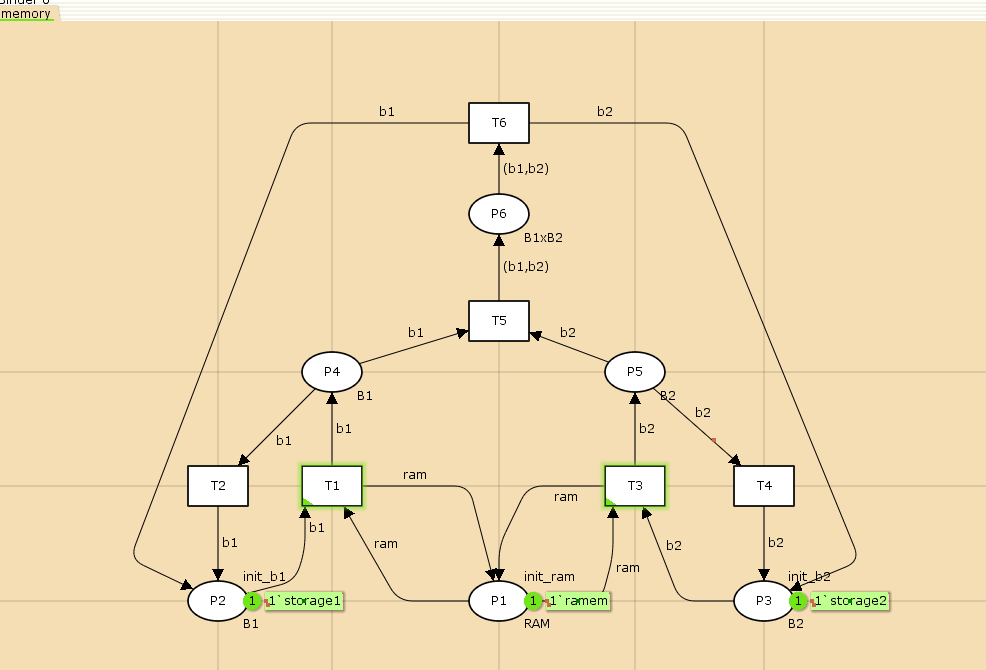 Binder 0
memory
b1
T6
b2
(b1,b2)
P6
B1xB2
(b1,b2)
T5
b1
b2
P4
B1
P5
B2
b1
b1
b2
b2
T2
T1
ram
ram
T3
T4
b1
b1
ram
ram
b2
b2
init_b1
init_ram
init_b2
P2
1
1`storage1
P1
1
1`ramem
P3
1
1`storage2
B1
RAM
B2